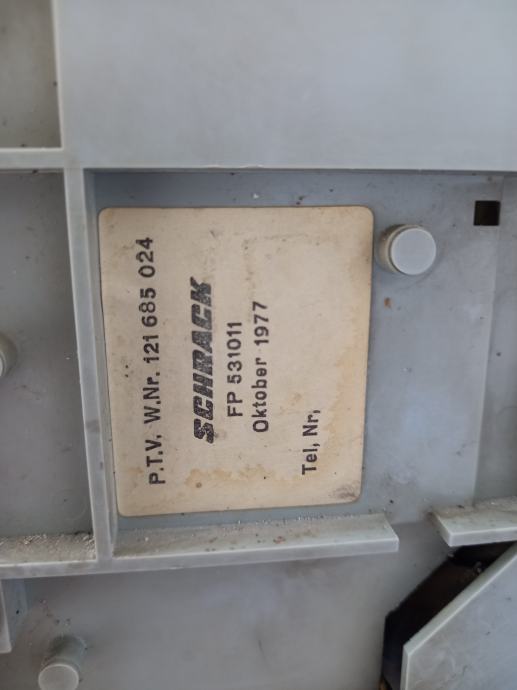 P.T.V. W.Nr. 121 685 024
SCHRACK
FP 531011
Oktober 1977
Tel, Nr,